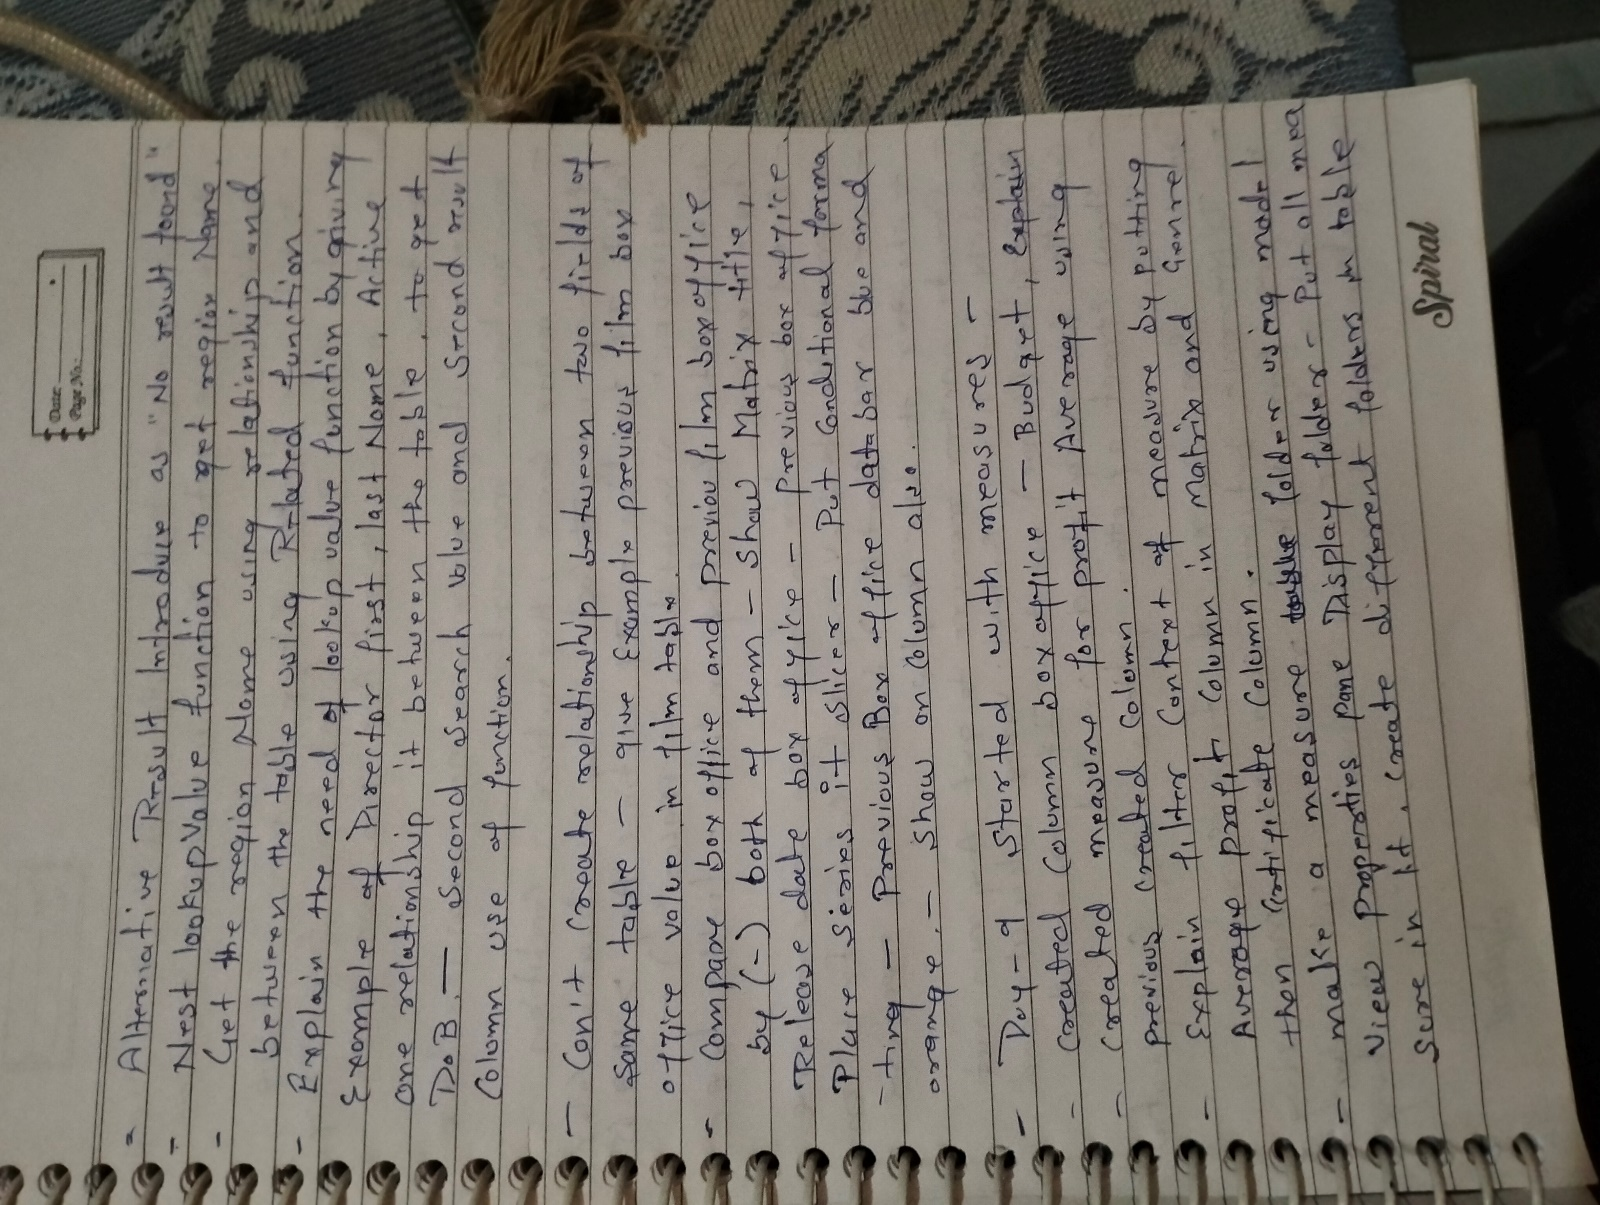 Date :
Page No. :
- Alternative Result Introduce as "No result found"
- Nest lookupvalue function to get region Name
- Get the region Name using relationship and
between the table using Related function.
- Explain the need of lookup value function by giving
Example of Director first, last Name, Active
one relationship it between the table, to get
DoB. — Second Search value and Second result
Column use of function.
- Con't create relationship between two fields of
Same table — give Example previous film box
office value in film table.
- Compare box office and previou film box office
by (-) both of them - Show Matrix title,
Release date box office - previous box office
Place Series it slicer - Put Conditional forma
-ting - Previous Box office data bar blue and
orange. - Show on Column also.
- Day-9 Started with measures -
- created Column box office - Budget, Explain
- created measure for profit Average using
previous created column.
- Explain filter context of measure by putting
Average profit column in Matrix and Genre.
then Certificate Column.
- make a measure folder using model
View properties pane Display folder - Put all mea
sure in it. Create different folders in table
Spiral